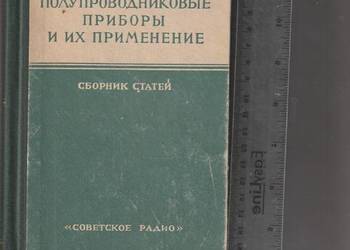 ПОЛУПРОВОДНИКОВЫЕ
ПРИБОРЫ
И ИХ ПРИМЕНЕНИЕ
СБОРНИК СТАТЕЙ
«СОВЕТСКОЕ РАДИО»